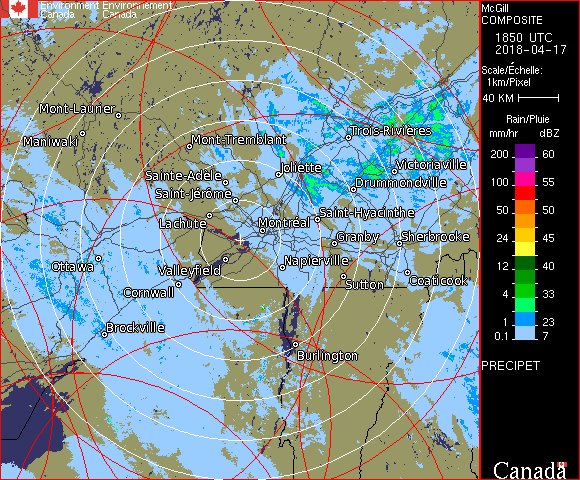 Environment Environnement
Canada Canada
Mont-Laurier
Maniwaki
Mont-Tremblant
Trois-Rivières
Joliette
Victoriaville
Sainte-Adèle
Drummondville
Saint-Jérôme
Saint-Hyacinthe
Lachute
Montréal
Granby
Sherbrooke
Ottawa
Valleyfield
Napierville
Cornwall
Sutton
Coaticook
Brockville
Burlington
McGill
COMPOSITE
1850 UTC
2018-04-17
Scale/Échelle:
1km/Pixel
40 KM
Rain/Pluie
mm/hr dBZ
200 60
100 55
50 50
24 45
12 40
4 33
1 23
0.1 7
PRECIPET
Canada